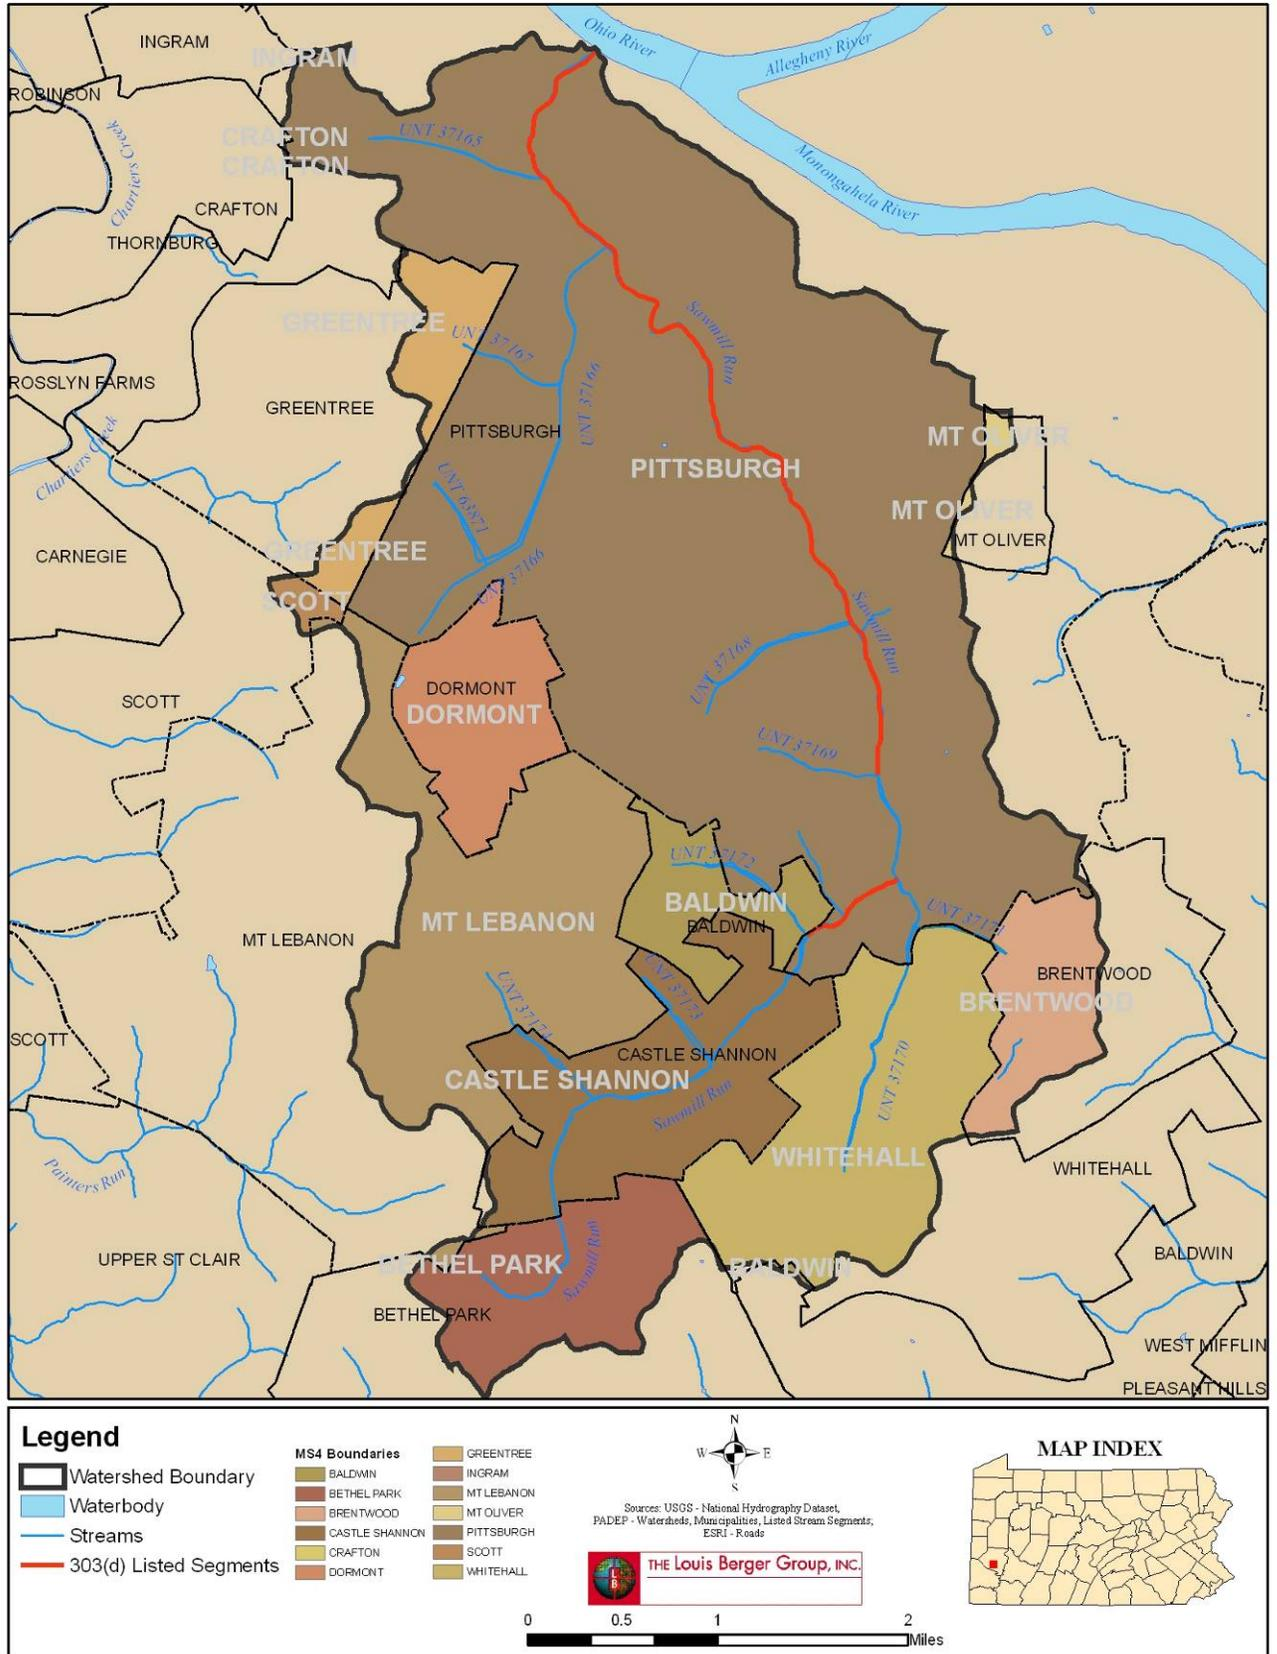 Ohio River
Allegheny River
INGRAM
INGRAM
ROBINSON
Chartiers Creek
CRAFTON
CRAFTON
UNT 37165
Monongahela River
CRAFTON
THORNBURG
GREENTREE
UNT 37167
Sawmill Run
ROSSLYN FARMS
GREENTREE
UNT 37166
PITTSBURGH
PITTSBURGH
MT OLIVER
Chartiers Creek
UNT 63871
MT OLIVER
MT OLIVER
CARNEGIE
GREENTREE
UNT 37166
SCOTT
Sawmill Run
UNT 37168
SCOTT
DORMONT
DORMONT
UNT 37169
UNT 37172
BALDWIN
BALDWIN
MT LEBANON
MT LEBANON
UNT 37173
UNT 37174
BRENTWOOD
BRENTWOOD
SCOTT
CASTLE SHANNON
CASTLE SHANNON
Sawmill Run
UNT 37170
WHITEHALL
WHITEHALL
Painters Run
UPPER ST CLAIR
BETHEL PARK
Sawmill Run
BALDWIN
BALDWIN
BETHEL PARK
WEST MIFFLIN
PLEASANT HILLS
Legend
Watershed Boundary
Waterbody
Streams
303(d) Listed Segments
MS4 Boundaries
BALDWIN
BETHEL PARK
BRENTWOOD
CASTLE SHANNON
CRAFTON
DORMONT
GREENTREE
INGRAM
MT LEBANON
MT OLIVER
PITTSBURGH
SCOTT
WHITEHALL
N
W E
S
Sources: USGS - National Hydrography Dataset,
PADEP - Watersheds, Municipalities, Listed Stream Segments;
ESRI - Roads
L
B
THE Louis Berger Group, INC.
0 0.5 1 2
Miles
MAP INDEX